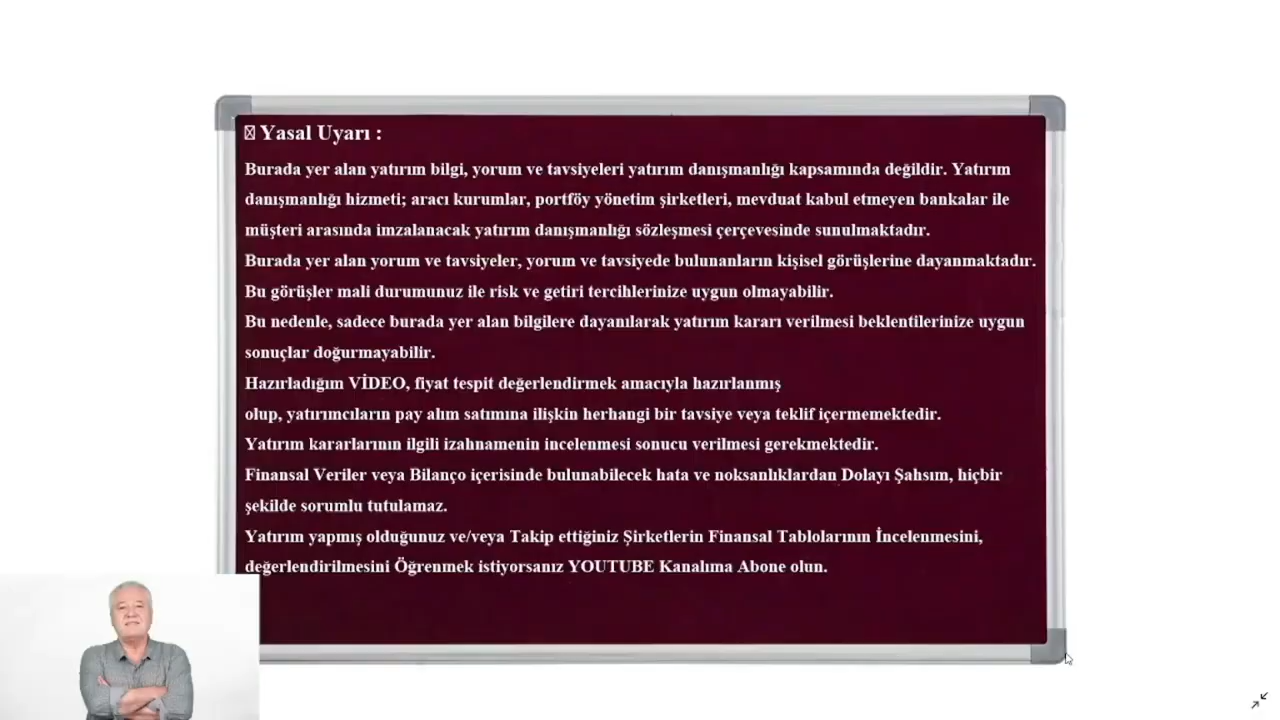 Yasal Uyarı :
Burada yer alan yatırım bilgi, yorum ve tavsiyeleri yatırım danışmanlığı kapsamında değildir. Yatırım
danışmanlığı hizmeti; aracı kurumlar, portföy yönetim şirketleri, mevduat kabul etmeyen bankalar ile
müşteri arasında imzalanacak yatırım danışmanlığı sözleşmesi çerçevesinde sunulmaktadır.
Burada yer alan yorum ve tavsiyeler, yorum ve tavsiyede bulunanların kişisel görüşlerine dayanmaktadır.
Bu görüşler mali durumunuz ile risk ve getiri tercihlerinize uygun olmayabilir.
Bu nedenle, sadece burada yer alan bilgilere dayanılarak yatırım kararı verilmesi beklentilerinize uygun
sonuçlar doğurmayabilir.
Hazırladığım VİDEO, fiyat tespit değerlendirmek amacıyla hazırlanmış
olup, yatırımcıların pay alım satımına ilişkin herhangi bir tavsiye veya teklif içermemektedir.
Yatırım kararlarının ilgili izahnamenin incelenmesi sonucu verilmesi gerekmektedir.
Finansal Veriler veya Bilanço içerisinde bulunabilecek hata ve noksanlıklardan Dolayı Şahsım, hiçbir
şekilde sorumlu tutulamaz.
Yatırım yapmış olduğunuz ve/veya Takip ettiğiniz Şirketlerin Finansal Tablolarının İncelenmesini,
değerlendirilmesini Öğrenmek istiyorsanız YOUTUBE Kanalıma Abone olun.